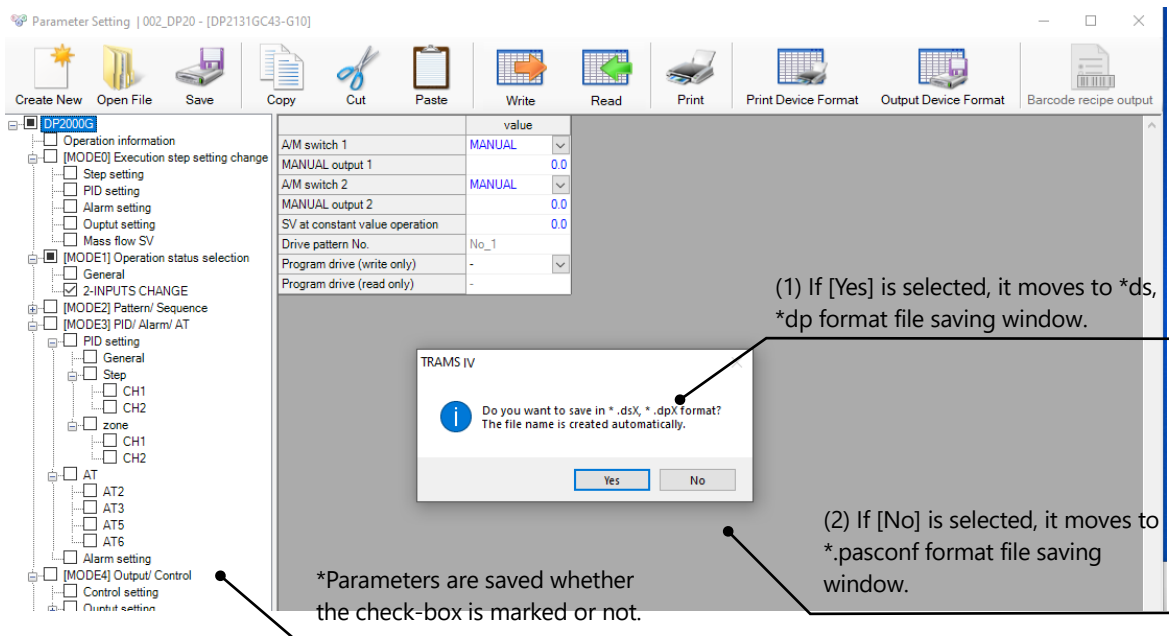 Parameter Setting | 002_DP20 - [DP2131GC43-G10]
Create New Open File Save Copy Cut Paste Write Read Print Print Device Format Output Device Format Barcode recipe output
DP2000G
Operation information
[MODE0] Execution step setting change
Step setting
PID setting
Alarm setting
Ouptut setting
Mass flow SV
[MODE1] Operation status selection
General
2-INPUTS CHANGE
[MODE2] Pattern/ Sequence
[MODE3] PID/ Alarm/ AT
PID setting
General
Step
CH1
CH2
zone
CH1
CH2
AT
AT2
AT3
AT5
AT6
Alarm setting
[MODE4] Output/ Control
Control setting
Ouptut setting
value
A/M switch 1 MANUAL
MANUAL output 1 0.0
A/M switch 2 MANUAL
MANUAL output 2 0.0
SV at constant value operation 0.0
Drive pattern No. No_1
Program drive (write only) -
Program drive (read only) -
(1) If [Yes] is selected, it moves to *ds,
*dp format file saving window.
TRAMS IV
Do you want to save in * .dsX, * .dpX format?
The file name is created automatically.
Yes No
(2) If [No] is selected, it moves to
*.pasconf format file saving
window.
*Parameters are saved whether
the check-box is marked or not.